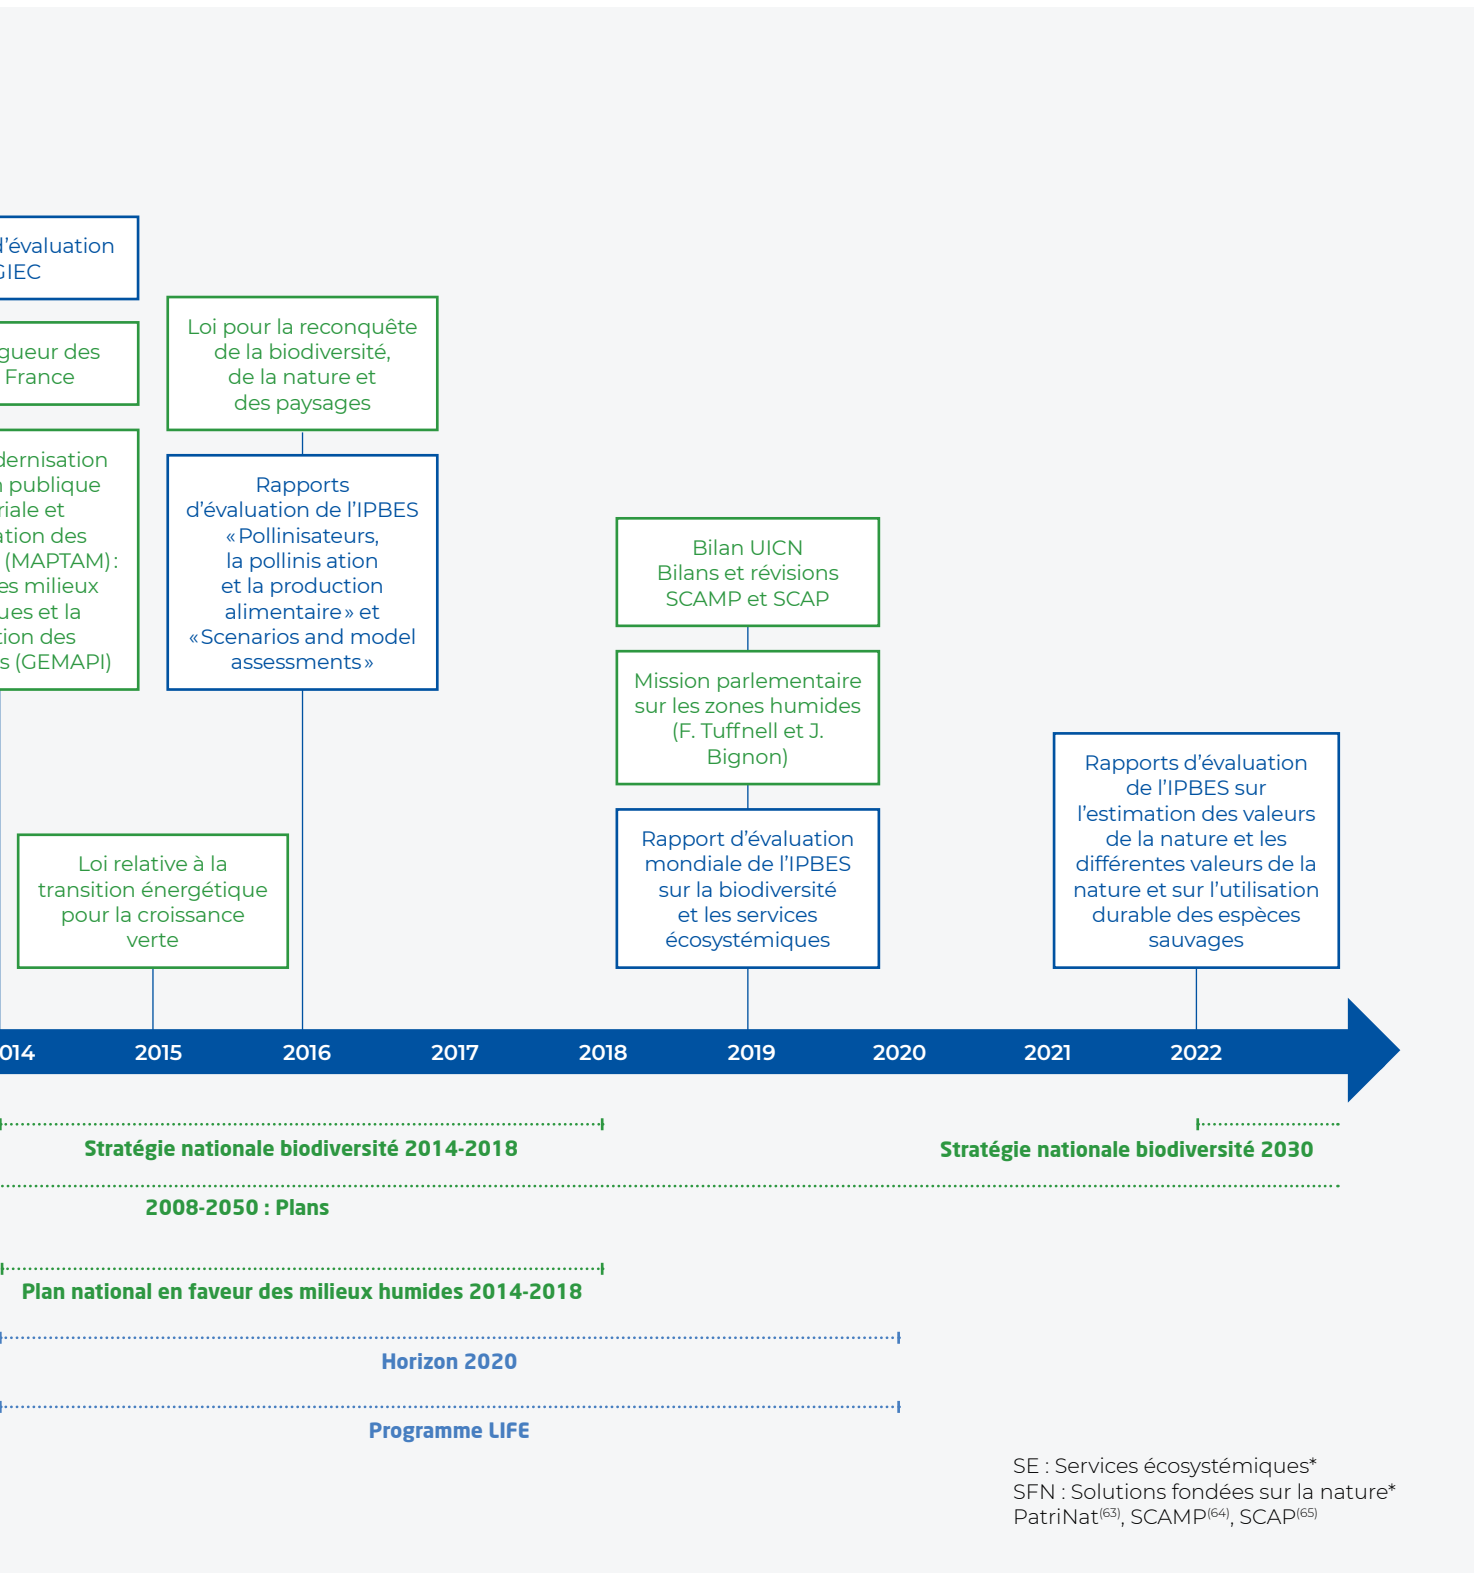 d'évaluation
GIEC
gueur des
France
dernisation
n publique
riale et
ation des
(MAPTAM) :
es milieux
ues et la
tion des
s (GEMAPI)
Loi pour la reconquête
de la biodiversité,
de la nature et
des paysages
Rapports
d'évaluation de l'IPBES
« Pollinisateurs,
la pollinis ation
et la production
alimentaire » et
« Scenarios and model
assessments »
Loi relative à la
transition énergétique
pour la croissance
verte
Bilan UICN
Bilans et révisions
SCAMP et SCAP
Mission parlementaire
sur les zones humides
(F. Tuffnell et J.
Bignon)
Rapport d'évaluation
mondiale de l'IPBES
sur la biodiversité
et les services
écosystémiques
Rapports d'évaluation
de l'IPBES sur
l'estimation des valeurs
de la nature et les
différentes valeurs de la
nature et sur l'utilisation
durable des espèces
sauvages
014 2015 2016 2017 2018 2019 2020 2021 2022
Stratégie nationale biodiversité 2014-2018
Stratégie nationale biodiversité 2030
2008-2050 : Plans
Plan national en faveur des milieux humides 2014-2018
Horizon 2020
Programme LIFE
SE : Services écosystémiques*
SFN : Solutions fondées sur la nature*
PatriNat(63), SCAMP(64), SCAP(65)